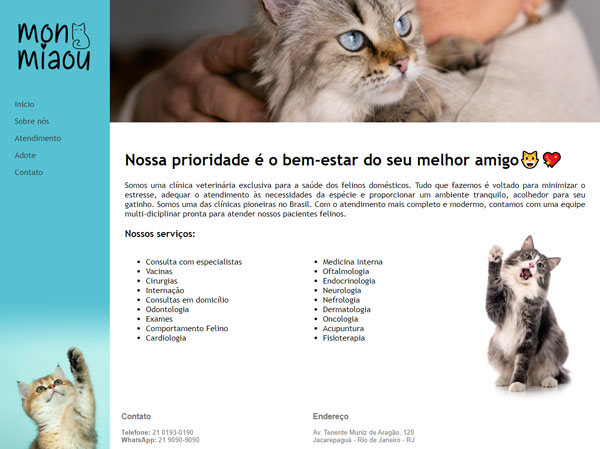 mon
miaou
Inicio
Sobre nós
Atendimento
Adote
Contato
Nossa prioridade é o bem-estar do seu melhor amigo
Somos uma clínica veterinária exclusiva para a saúde dos felinos domésticos. Tudo que fazemos é voltado para minimizar o
estresse, adequar o atendimento às necessidades da espécie e proporcionar um ambiente tranquilo, acolhedor para seu
gatinho. Somos uma das clínicas pioneiras no Brasil. Com o atendimento mais completo e modermo, contamos com uma equipe
multi-diciplinar pronta para atender nossos pacientes felinos.
Nossos serviços:
Consulta com especialistas
Vacinas
Cirurgias
Internação
Consultas em domicílio
Odontologia
Exames
Comportamento Felino
Cardiologia
Medicina Interna
Oftalmologia
Endocrinologia
Neurologia
Nefrologia
Dermatologia
Oncologia
Acupuntura
Fisioterapia
Contato
Telefone: 21 0193-0190
WhatsApp: 21 9090-9090
Endereço
Av. Tenente Muniz de Aragão, 120
Jacarepaguá - Rio de Janeiro - RJ